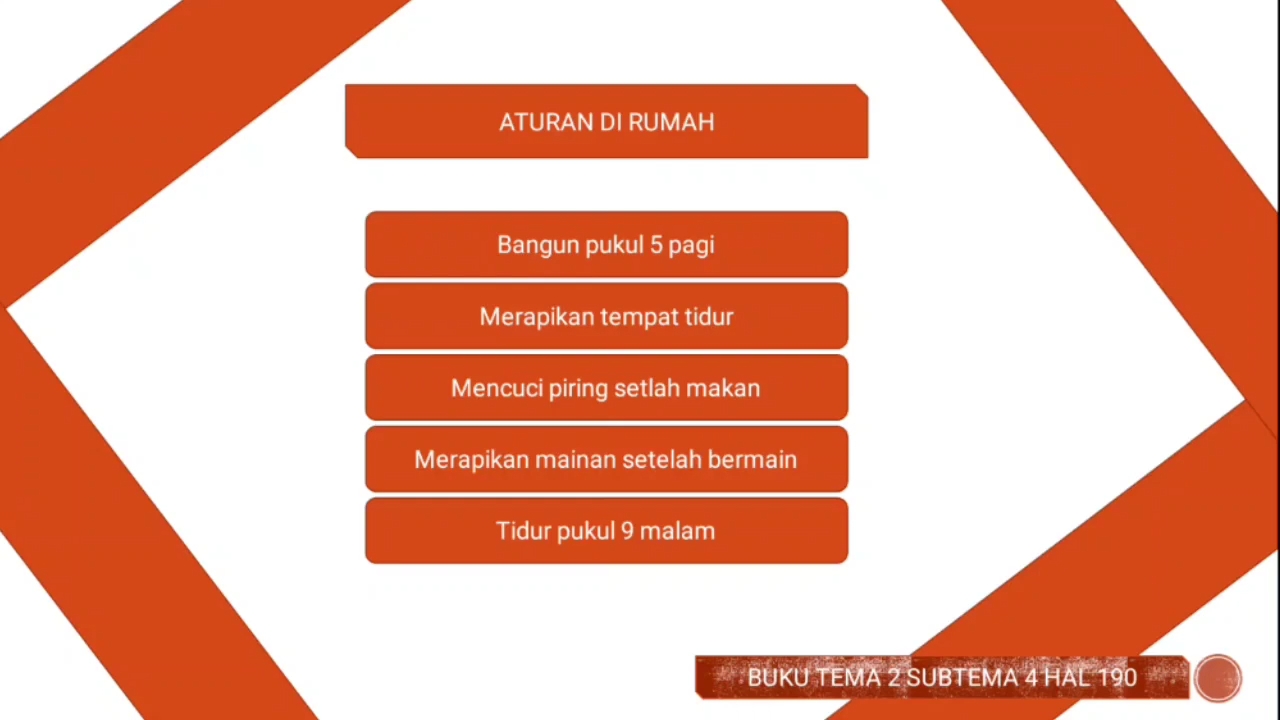 ATURAN DI RUMAH
Bangun pukul 5 pagi
Merapikan tempat tidur
Mencuci piring setlah makan
Merapikan mainan setelah bermain
Tidur pukul 9 malam
BUKU TEMA 2 SUBTEMA 4 HAL 190